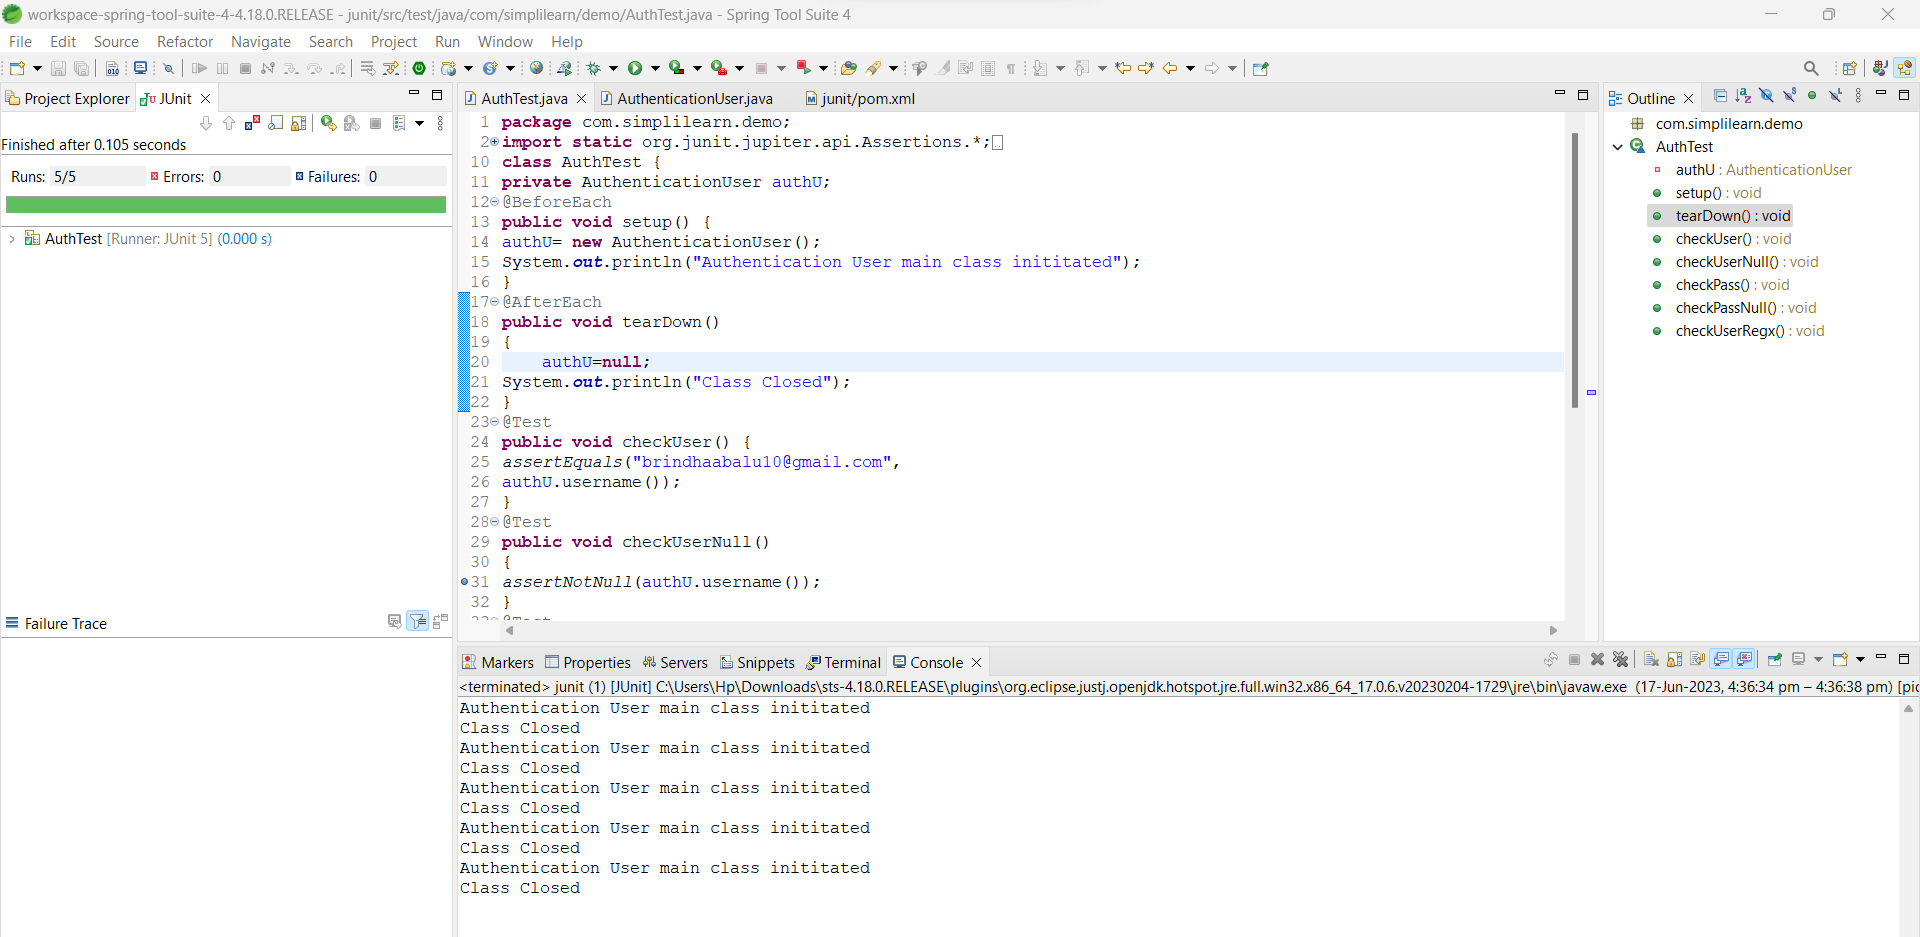 workspace-spring-tool-suite-4-4.18.0.RELEASE - junit/src/test/java/com/simplilearn/demo/AuthTest.java - Spring Tool Suite 4
File Edit Source Refactor Navigate Search Project Run Window Help
Project Explorer JUnit
Finished after 0.105 seconds
Runs: 5/5 Errors: 0 Failures: 0
AuthTest [Runner: JUnit 5] (0.000 s)
Failure Trace
AuthTest.java AuthenticationUser.java junit/pom.xml
1 package com.simplilearn.demo;
2 import static org.junit.jupiter.api.Assertions.*;
10 class AuthTest {
11 private AuthenticationUser authU;
12 @BeforeEach
13 public void setup() {
14 authU= new AuthenticationUser();
15 System.out.println("Authentication User main class inititated");
16 }
17 @AfterEach
18 public void tearDown()
19 {
20 authU=null;
21 System.out.println("Class Closed");
22 }
23 @Test
24 public void checkUser() {
25 assertEquals("brindhaabalu10@gmail.com",
26 authU.username());
27 }
28 @Test
29 public void checkUserNull()
30 {
31 assertNotNull(authU.username());
32 }
Outline
com.simplilearn.demo
AuthTest
authU : AuthenticationUser
setup() : void
tearDown() : void
checkUser() : void
checkUserNull() : void
checkPass() : void
checkPassNull() : void
checkUserRegx() : void
Markers Properties Servers Snippets Terminal Console
<terminated> junit (1) [JUnit] C:\Users\Hp\Downloads\sts-4.18.0.RELEASE\plugins\org.eclipse.justj.openjdk.hotspot.jre.full.win32.x86_64_17.0.6.v20230204-1729\jre\bin\javaw.exe (17-Jun-2023, 4:36:34 pm – 4:36:38 pm) [pid
Authentication User main class inititated
Class Closed
Authentication User main class inititated
Class Closed
Authentication User main class inititated
Class Closed
Authentication User main class inititated
Class Closed
Authentication User main class inititated
Class Closed